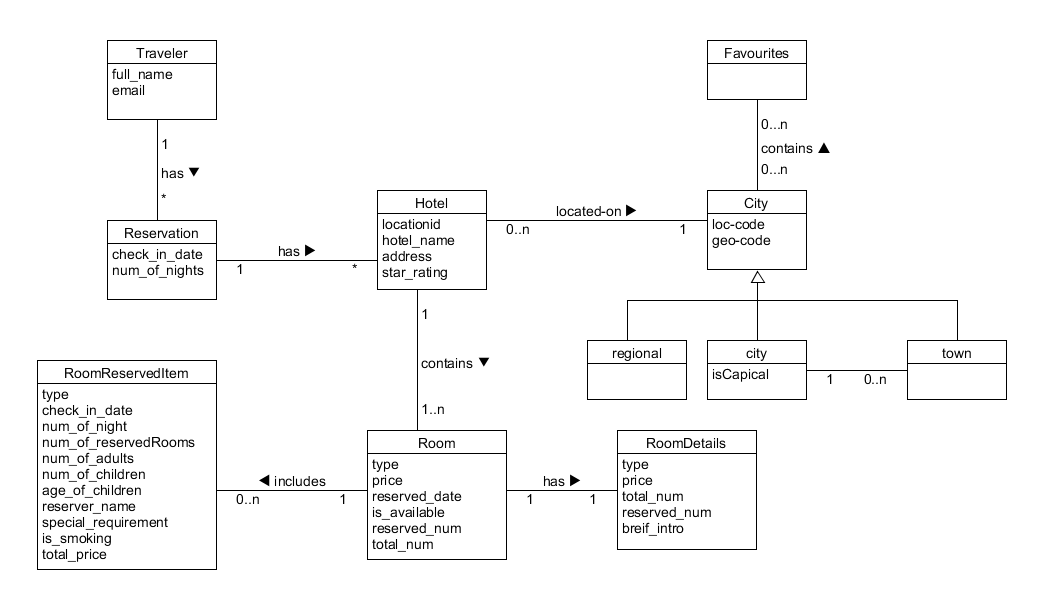 Traveler
full_name
email
1
has ▼
*
Reservation
check_in_date
num_of_nights
has ▶
1
*
Hotel
locationid
hotel_name
address
star_rating
located-on ▶
0..n
1
Favourites
0...n
contains ▲
0...n
City
loc-code
geo-code
regional
city
isCapical
1
0..n
town
1
contains ▼
1..n
RoomReservedItem
type
check_in_date
num_of_night
num_of_reservedRooms
num_of_adults
num_of_children
age_of_children
reserver_name
special_requirement
is_smoking
total_price
◀ includes
0..n
1
Room
type
price
reserved_date
is_available
reserved_num
total_num
has ▶
1
1
RoomDetails
type
price
total_num
reserved_num
breif_intro